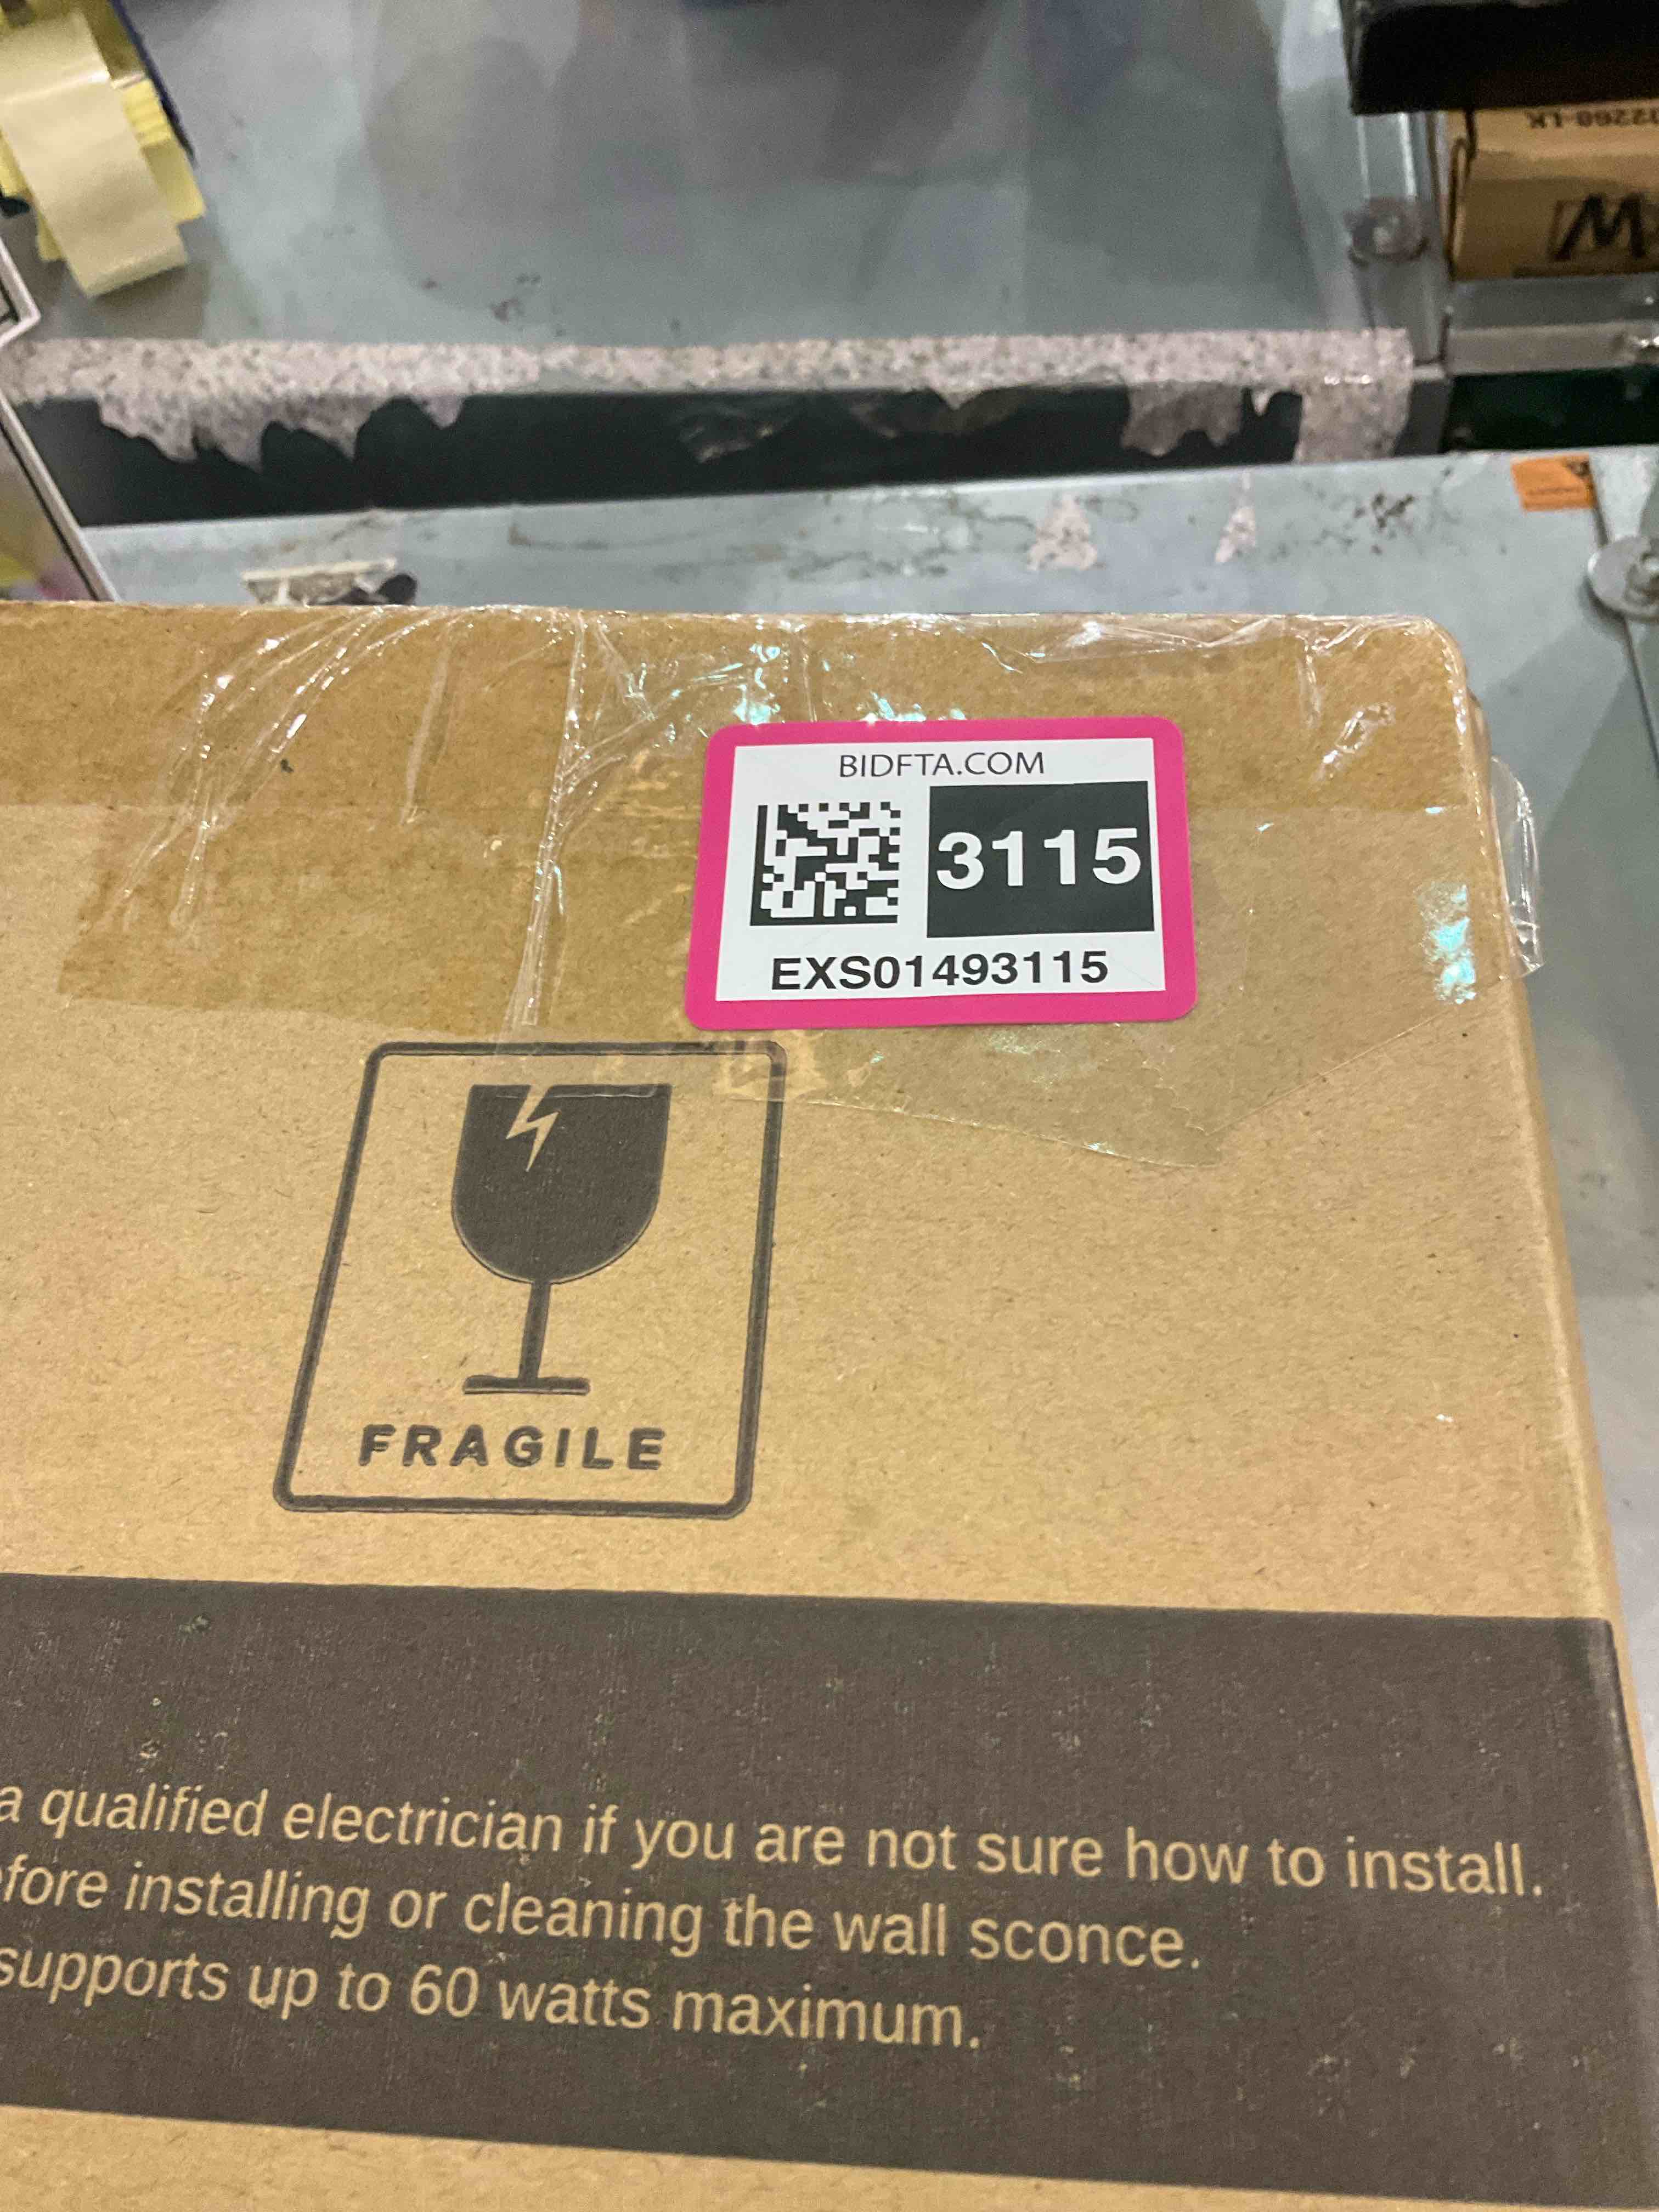 W
BIDFTA.COM
3115
EXS01493115
FRAGILE
a qualified electrician if you are not sure how to install.
efore installing or cleaning the wall sconce.
supports up to 60 watts maximum.